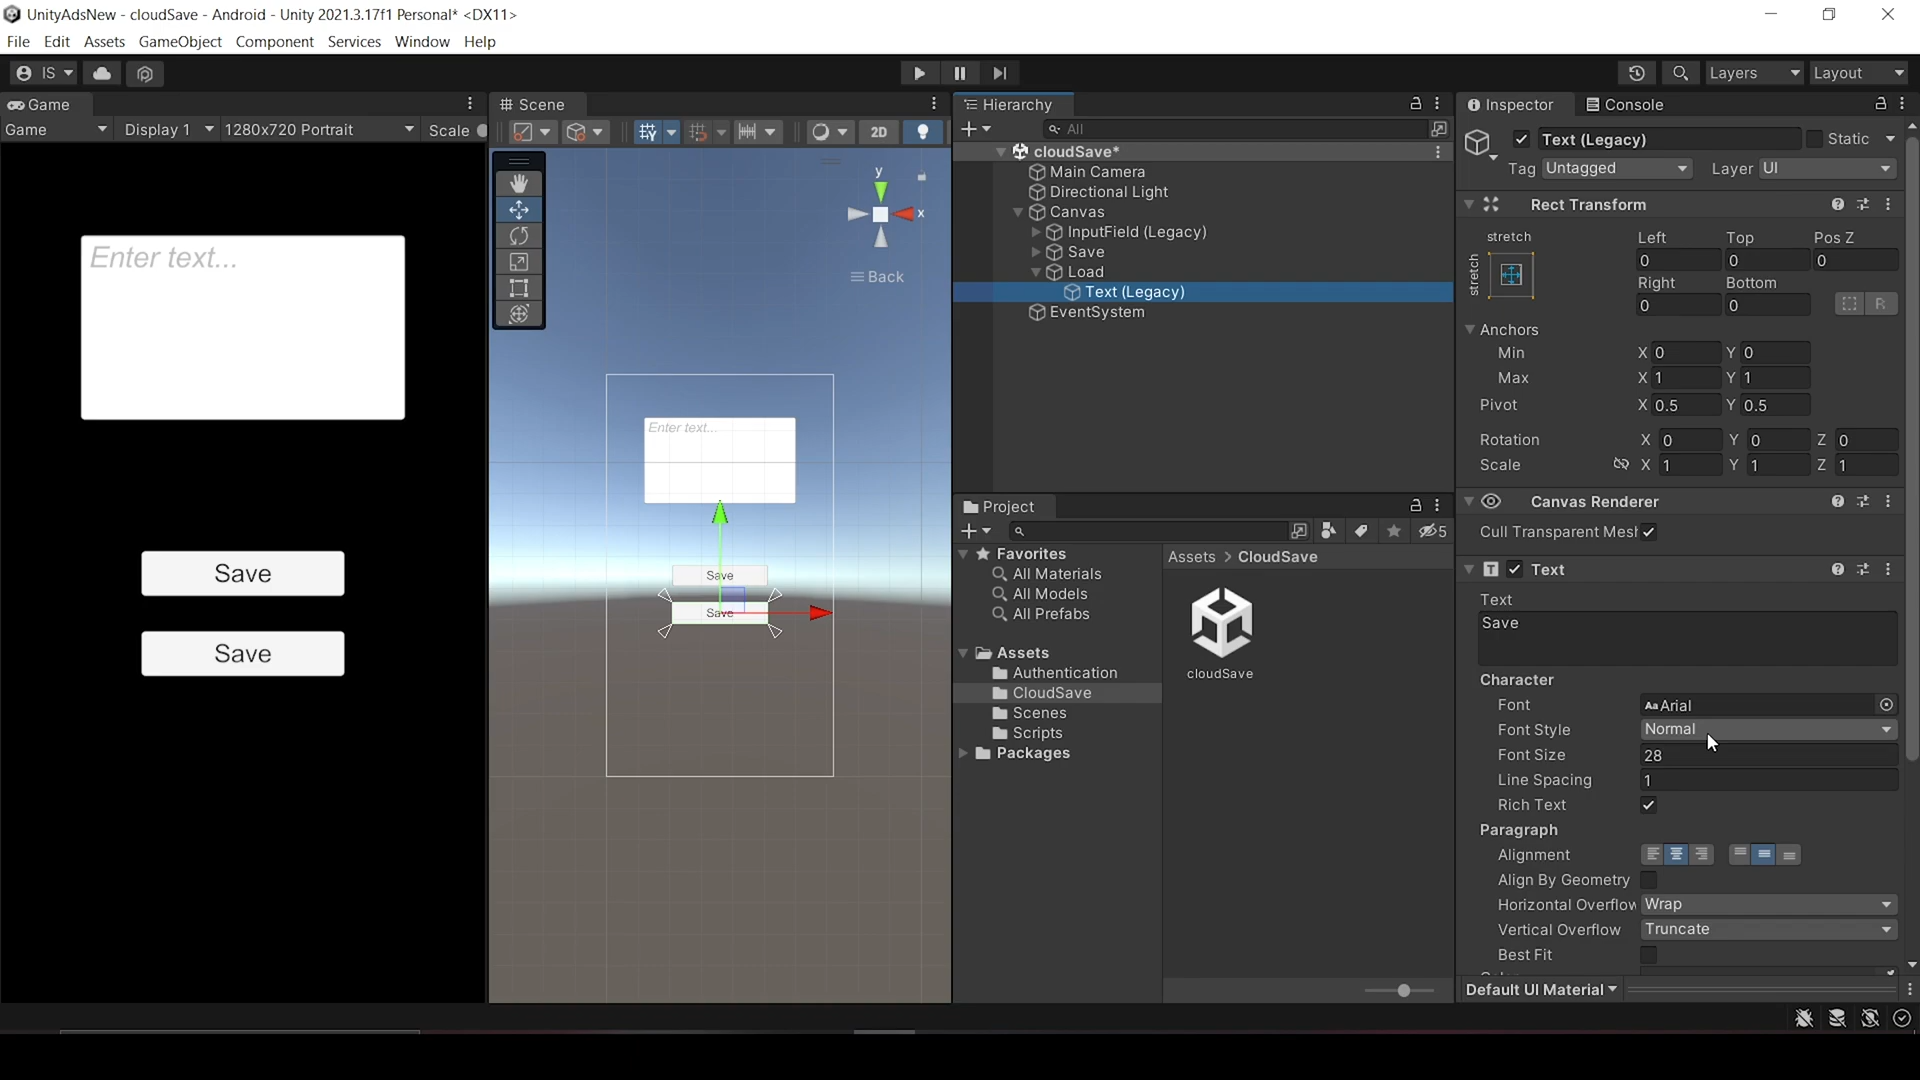 UnityAdsNew - cloudSave - Android - Unity 2021.3.17f1 Personal* <DX11>
File Edit Assets GameObject Component Services Window Help
IS Layers Layout
Game
Game Display 1 1280x720 Portrait Scale
Enter text...
Save
Save
Scene
2D
y
x
Back
Enter text...
Save
Save
Hierarchy
All
cloudSave*
Main Camera
Directional Light
Canvas
InputField (Legacy)
Save
Load
Text (Legacy)
EventSystem
Project
5
Favorites
All Materials
All Models
All Prefabs
Assets
Authentication
CloudSave
Scenes
Scripts
Packages
Assets > CloudSave
cloudSave
Inspector Console
Text (Legacy) Static
Tag Untagged Layer UI
Rect Transform
stretch
stretch
Left Top Pos Z
0 0 0
Right Bottom
0 0 R
Anchors
Min X 0 Y 0
Max X 1 Y 1
Pivot X 0.5 Y 0.5
Rotation X 0 Y 0 Z 0
Scale X 1 Y 1 Z 1
Canvas Renderer
Cull Transparent Mesh
Text
Text
Save
Character
Font Aa Arial
Font Style Normal
Font Size 28
Line Spacing 1
Rich Text
Paragraph
Alignment
Align By Geometry
Horizontal Overflow Wrap
Vertical Overflow Truncate
Best Fit
Default UI Material